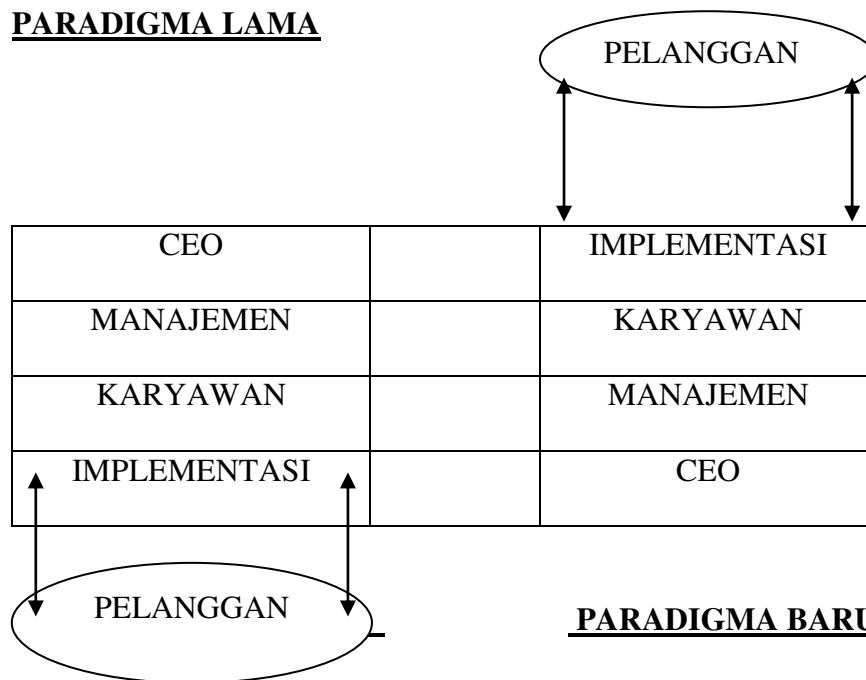 PARADIGMA LAMA
PELANGGAN
CEO IMPLEMENTASI
MANAJEMEN KARYAWAN
KARYAWAN MANAJEMEN
IMPLEMENTASI CEO
PELANGGAN
PARADIGMA BARU